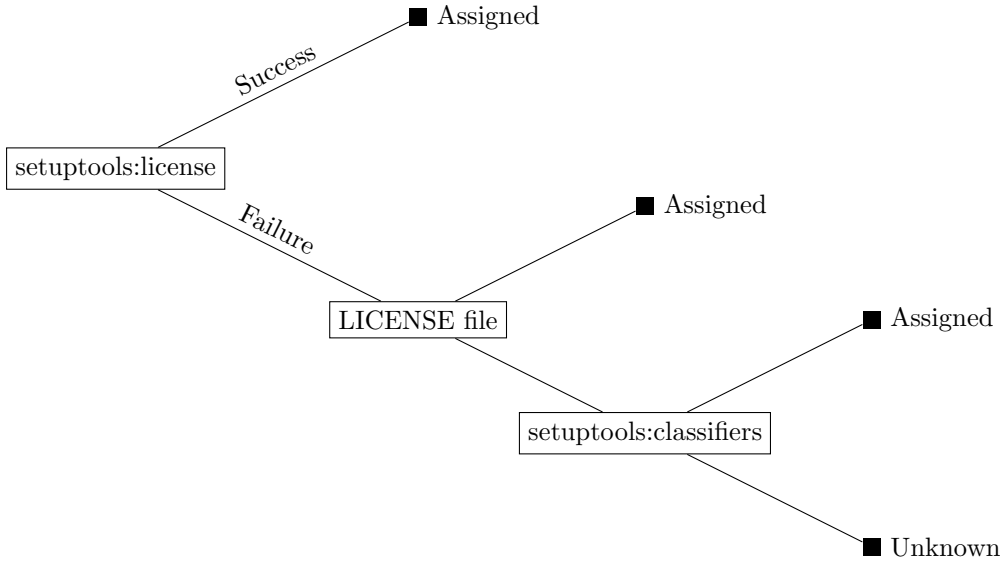 Assigned
Success
setuptools:license
Failure
Assigned
LICENSE file
Assigned
setuptools:classifiers
Unknown